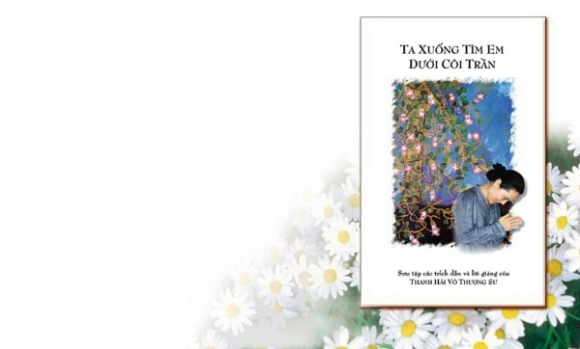 TA XUỐNG TÌM EM
DƯỚI CÕI TRẦN
Sưu tập các trích dẫn và lời giảng của
THANH HẢI VÔ THƯỢNG SƯ